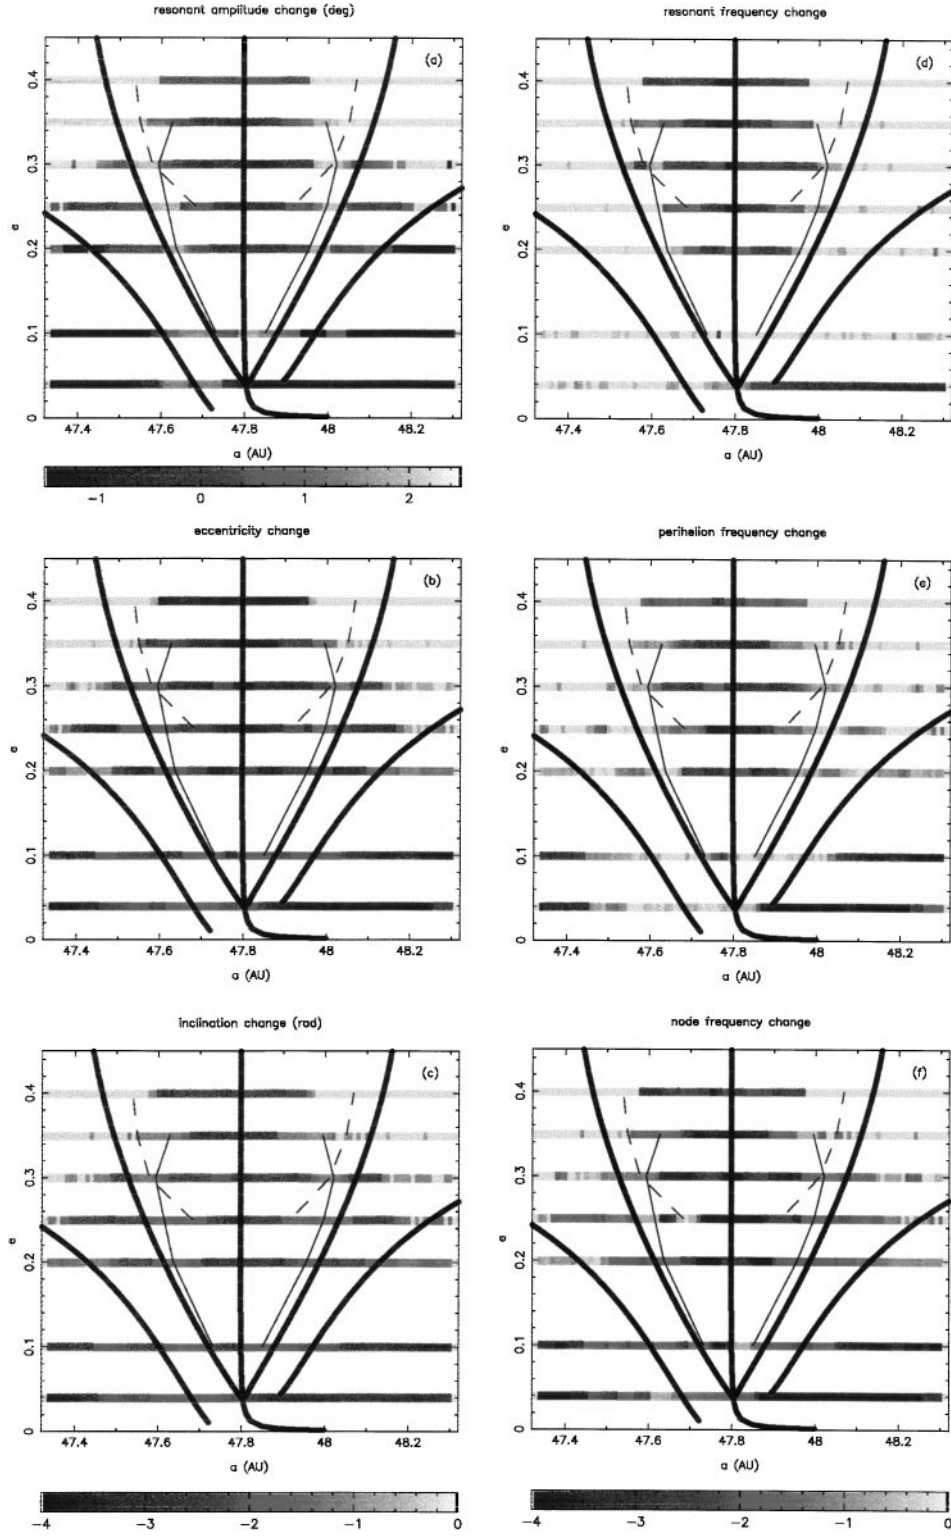 resonant amplitude change (deg)
(a)
e
0 0.1 0.2 0.3 0.4
47.4 47.6 47.8 48 48.2
a (AU)
−1 0 1 2
resonant frequency change
(d)
e
0 0.1 0.2 0.3 0.4
47.4 47.6 47.8 48 48.2
a (AU)
eccentricity change
(b)
e
0 0.1 0.2 0.3 0.4
47.4 47.6 47.8 48 48.2
a (AU)
perihelion frequency change
(e)
e
0 0.1 0.2 0.3 0.4
47.4 47.6 47.8 48 48.2
a (AU)
inclination change (rad)
(c)
e
0 0.1 0.2 0.3 0.4
47.4 47.6 47.8 48 48.2
a (AU)
−4 −3 −2 −1 0
node frequency change
(f)
e
0 0.1 0.2 0.3 0.4
47.4 47.6 47.8 48 48.2
a (AU)
−4 −3 −2 −1 0